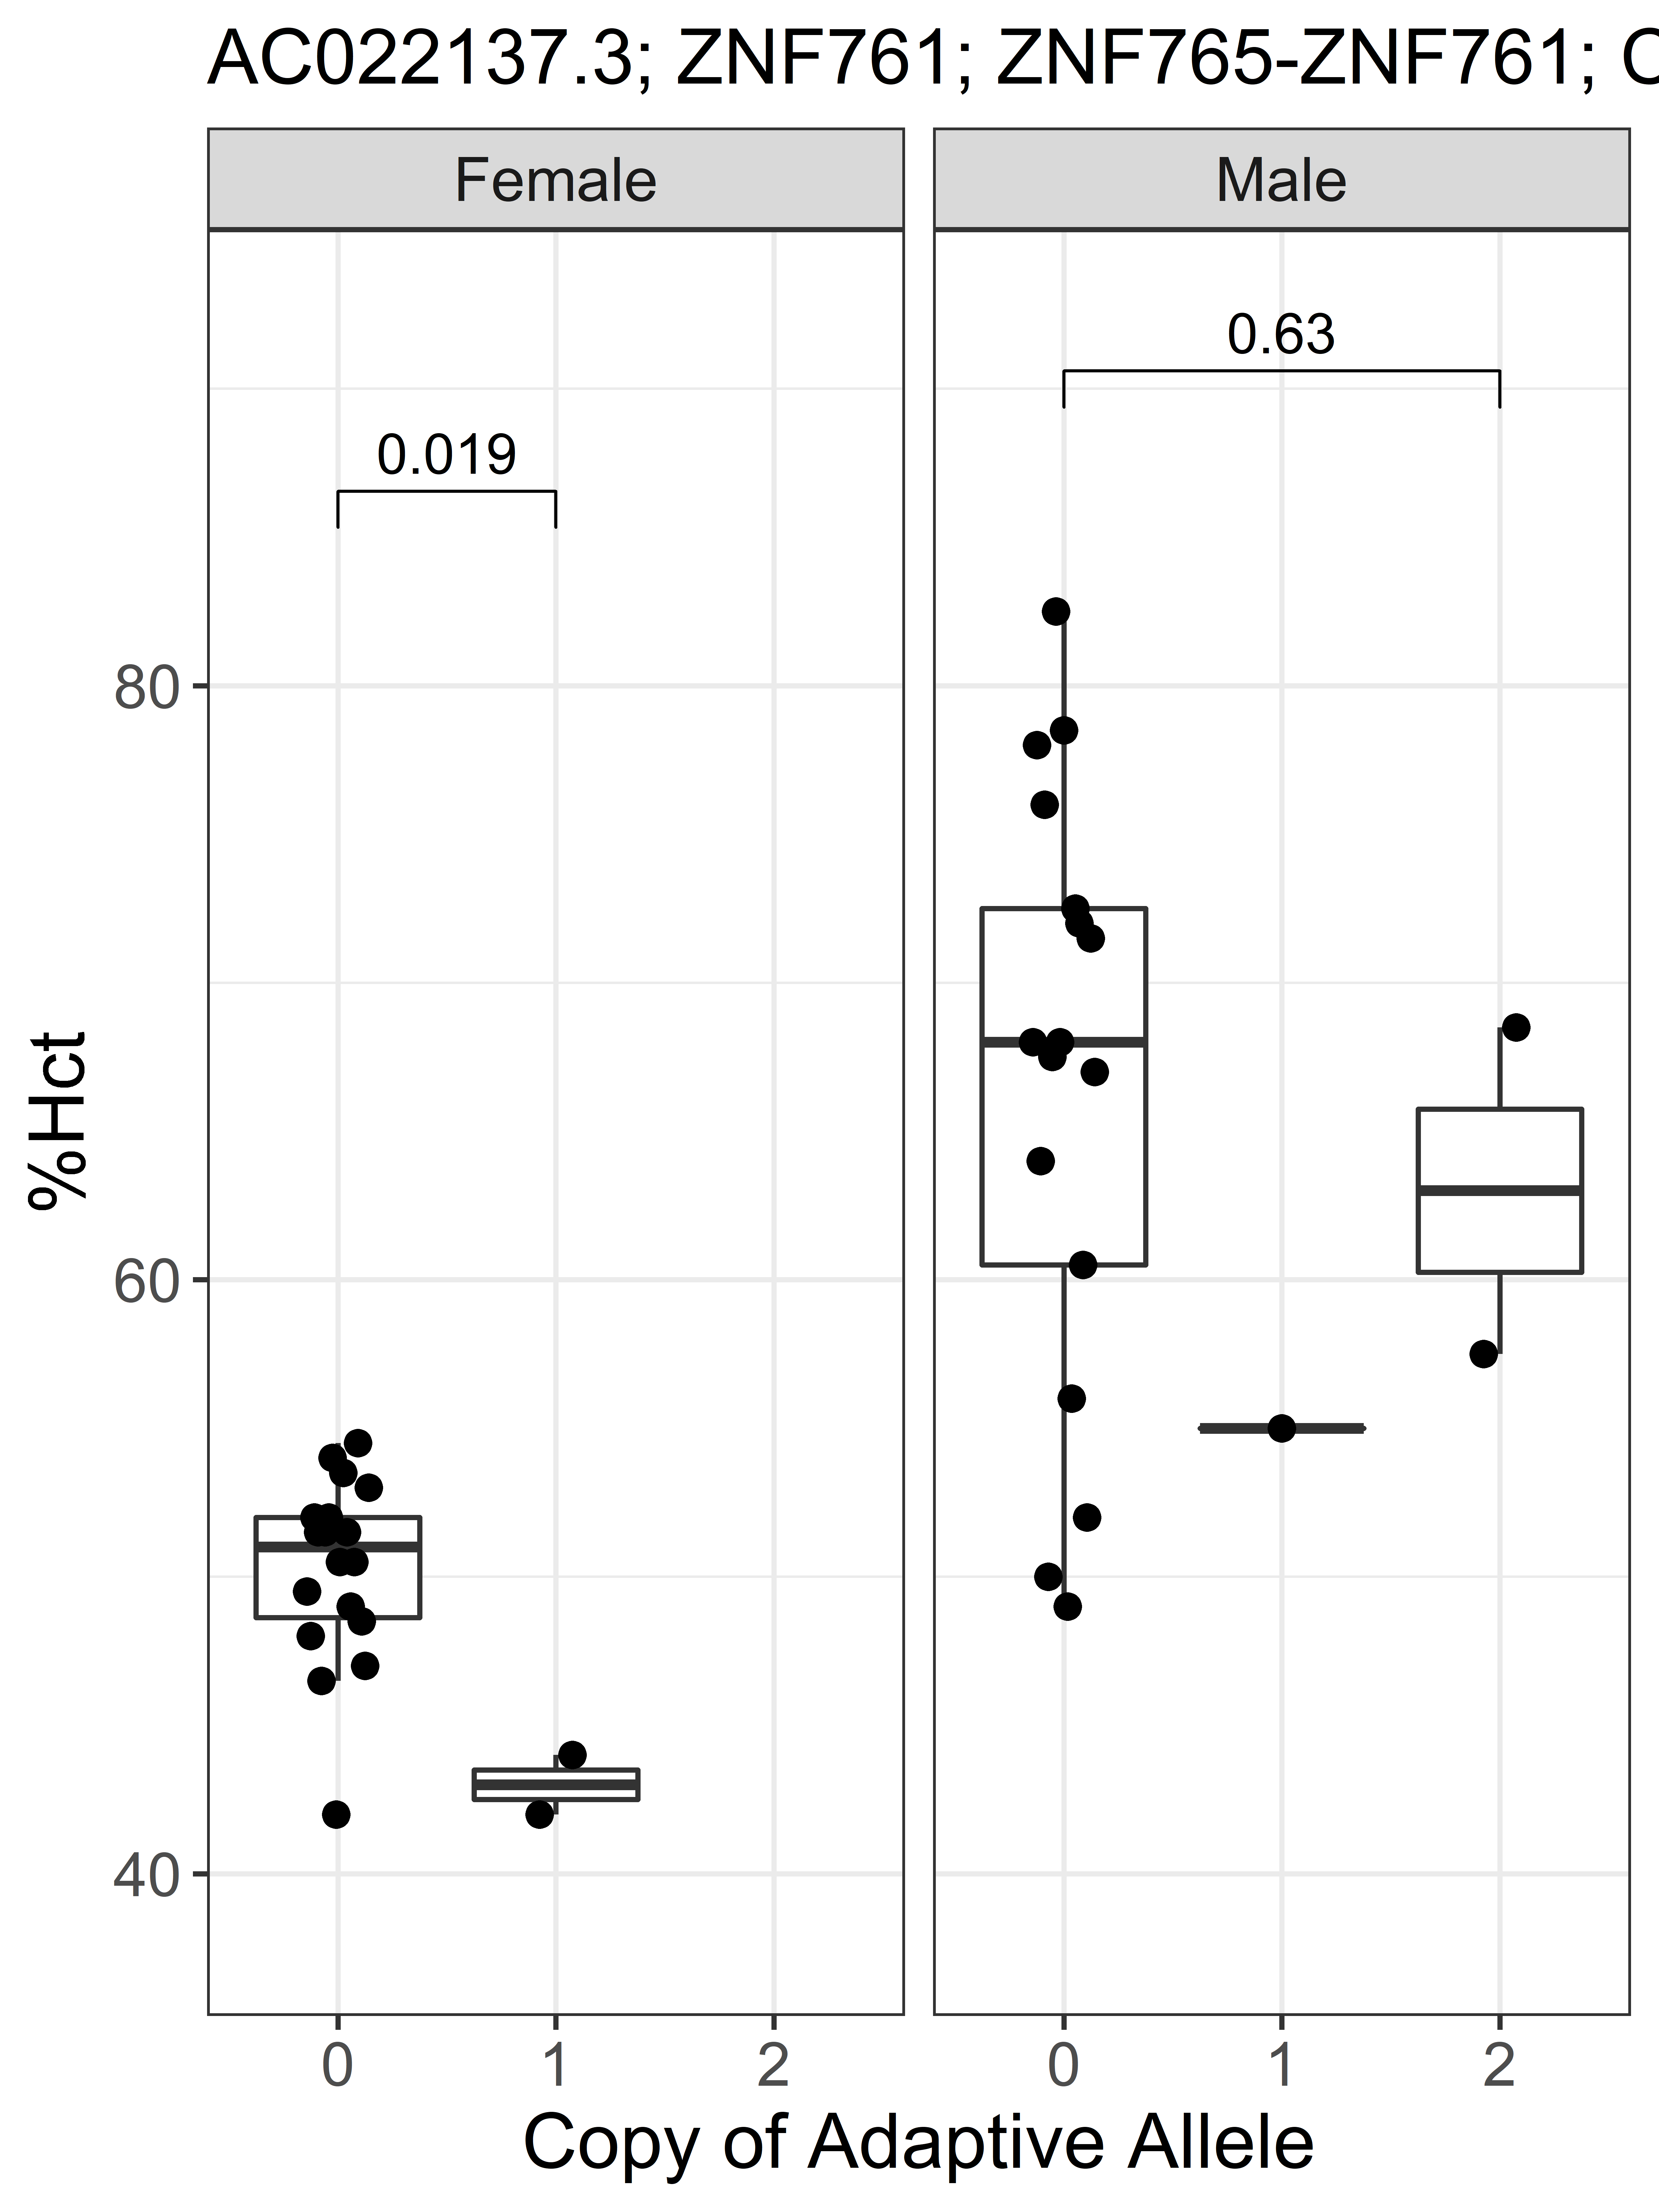 AC022137.3; ZNF761; ZNF765-ZNF761;
Female
Male
0.63
0.019
80
60
40
%Hct
0 1 2
0 1 2
Copy of Adaptive Allele